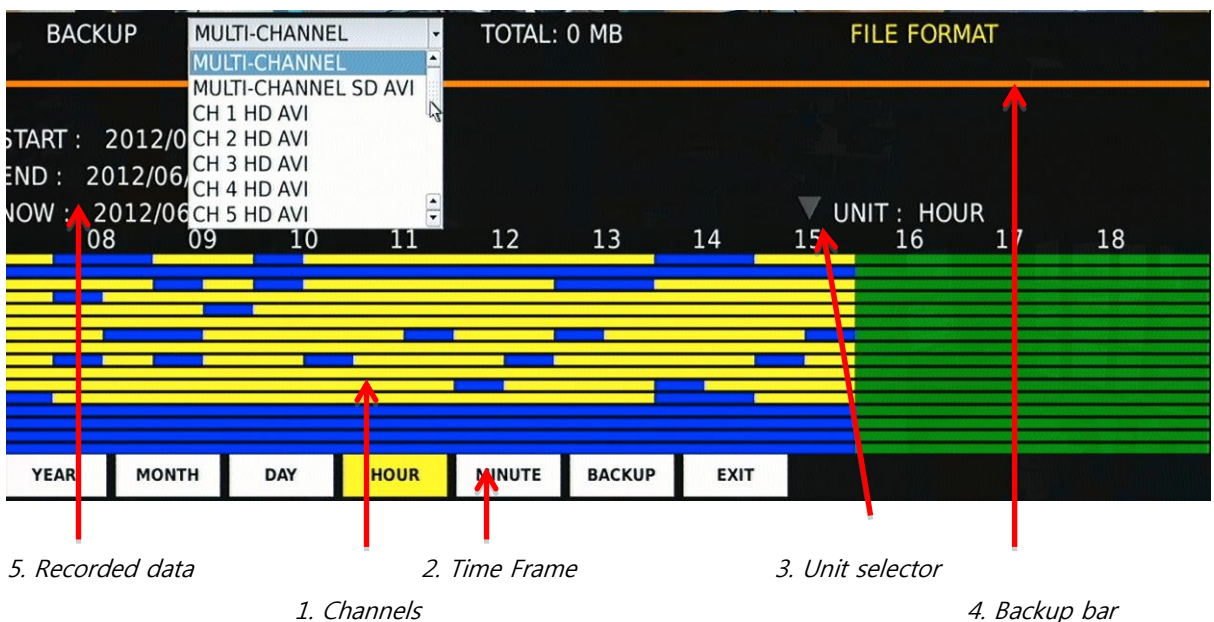 BACKUP MULTI-CHANNEL TOTAL: 0 MB FILE FORMAT
MULTI-CHANNEL
MULTI-CHANNEL SD AVI
CH 1 HD AVI
START : 2012/0 CH 2 HD AVI
CH 3 HD AVI
END : 2012/06/ CH 4 HD AVI
NOW : 2012/06 CH 5 HD AVI UNIT : HOUR
08 09 10 11 12 13 14 15 16 17 18
YEAR MONTH DAY HOUR MINUTE BACKUP EXIT
5. Recorded data 2. Time Frame 3. Unit selector
1. Channels 4. Backup bar